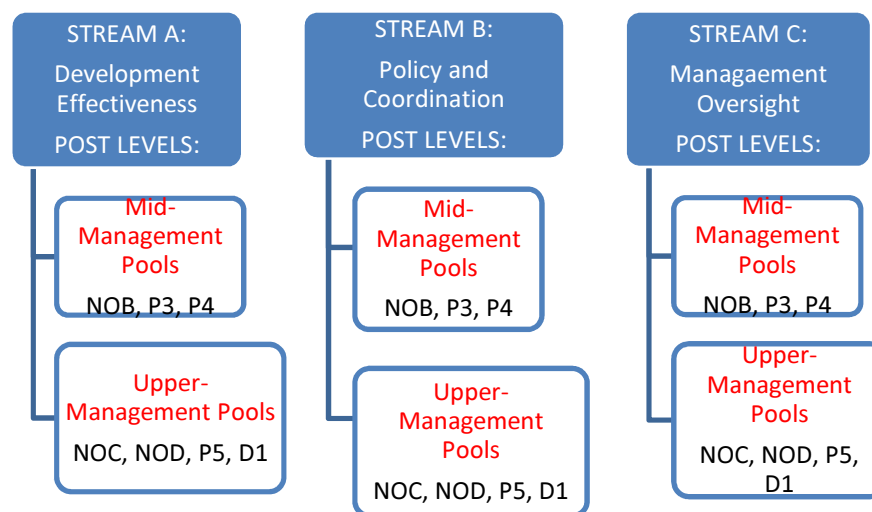 STREAM A:
Development
Effectiveness
POST LEVELS:
Mid-
Management
Pools
NOB, P3, P4
Upper-
Management Pools
NOC, NOD, P5, D1
STREAM B:
Policy and
Coordination
POST LEVELS:
Mid-
Management
Pools
NOB, P3, P4
Upper-
Management
Pools
NOC, NOD, P5, D1
STREAM C:
Managaement
Oversight
POST LEVELS:
Mid-
Management
Pools
NOB, P3, P4
Upper-
Management
Pools
NOC, NOD, P5,
D1